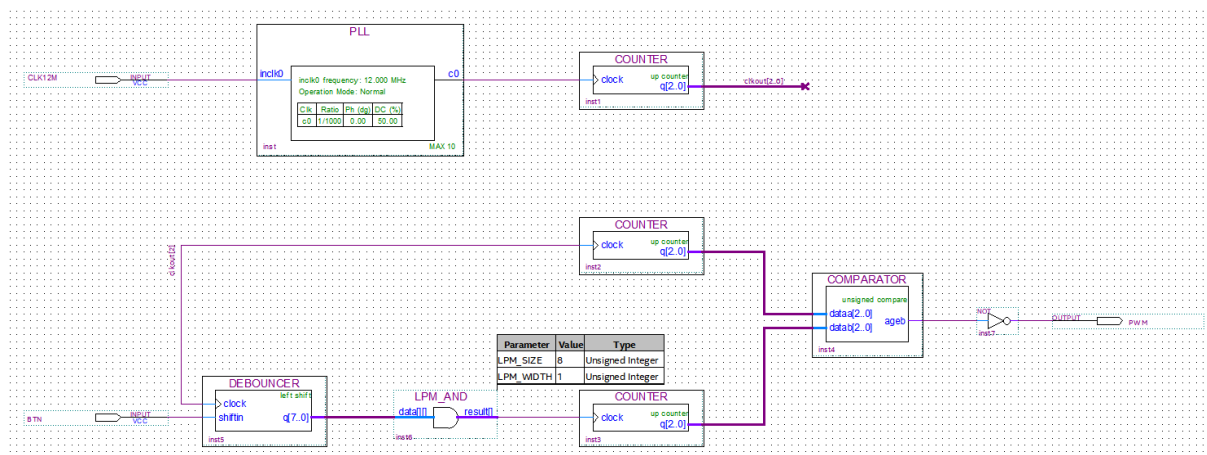 PLL
CLK12M
INPUT
VCC
inclk0
c0
inclk0 frequency: 12.000 MHz
Operation Mode: Normal
Clk Ratio Ph (dg) DC (%)
c0 1/1000 0.00 50.00
inst
MAX 10
COUNTER
clock
up counter
q[2..0]
inst1
clkout[2..0]
COUNTER
clock
up counter
q[2..0]
inst2
clkout[2]
COMPARATOR
unsigned compare
dataa[2..0]
datab[2..0]
ageb
inst4
NOT
inst7
OUTPUT
PWM
Parameter Value Type
LPM_SIZE 8 Unsigned Integer
LPM_WIDTH 1 Unsigned Integer
DEBOUNCER
left shift
clock
shiftin
q[7..0]
inst5
BTN
INPUT
VCC
LPM_AND
data[][]
result[]
inst6
COUNTER
clock
up counter
q[2..0]
inst3